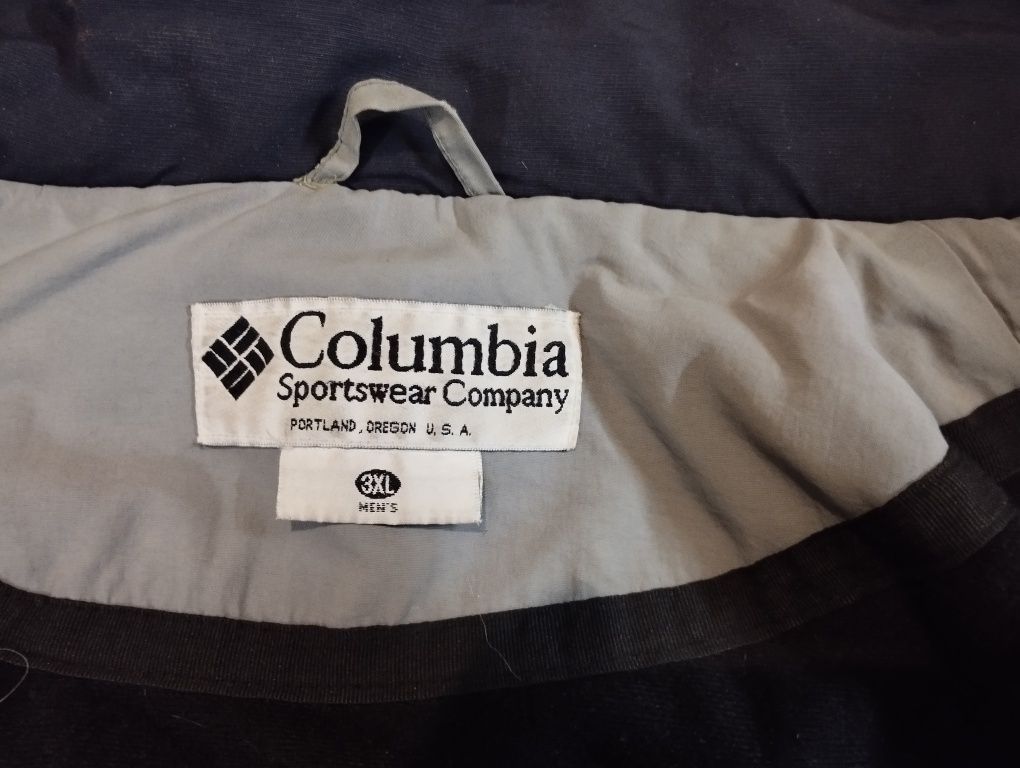 Columbia
Sportswear Company
PORTLAND, OREGON U.S.A.
3XL
MEN'S